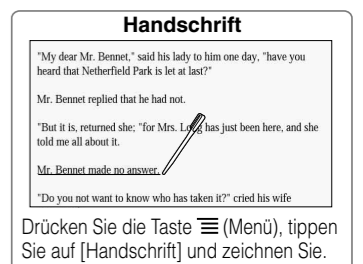 Handschrift
"My dear Mr. Bennet," said his lady to him one day, "have you
heard that Netherfield Park is let at last?"
Mr. Bennet replied that he had not.
"But it is, returned she; "for Mrs. Long has just been here, and she
told me all about it.
Mr. Bennet made no answer.
"Do you not want to know who has taken it?" cried his wife
Drücken Sie die Taste ☰ (Menü), tippen
Sie auf [Handschrift] und zeichnen Sie.